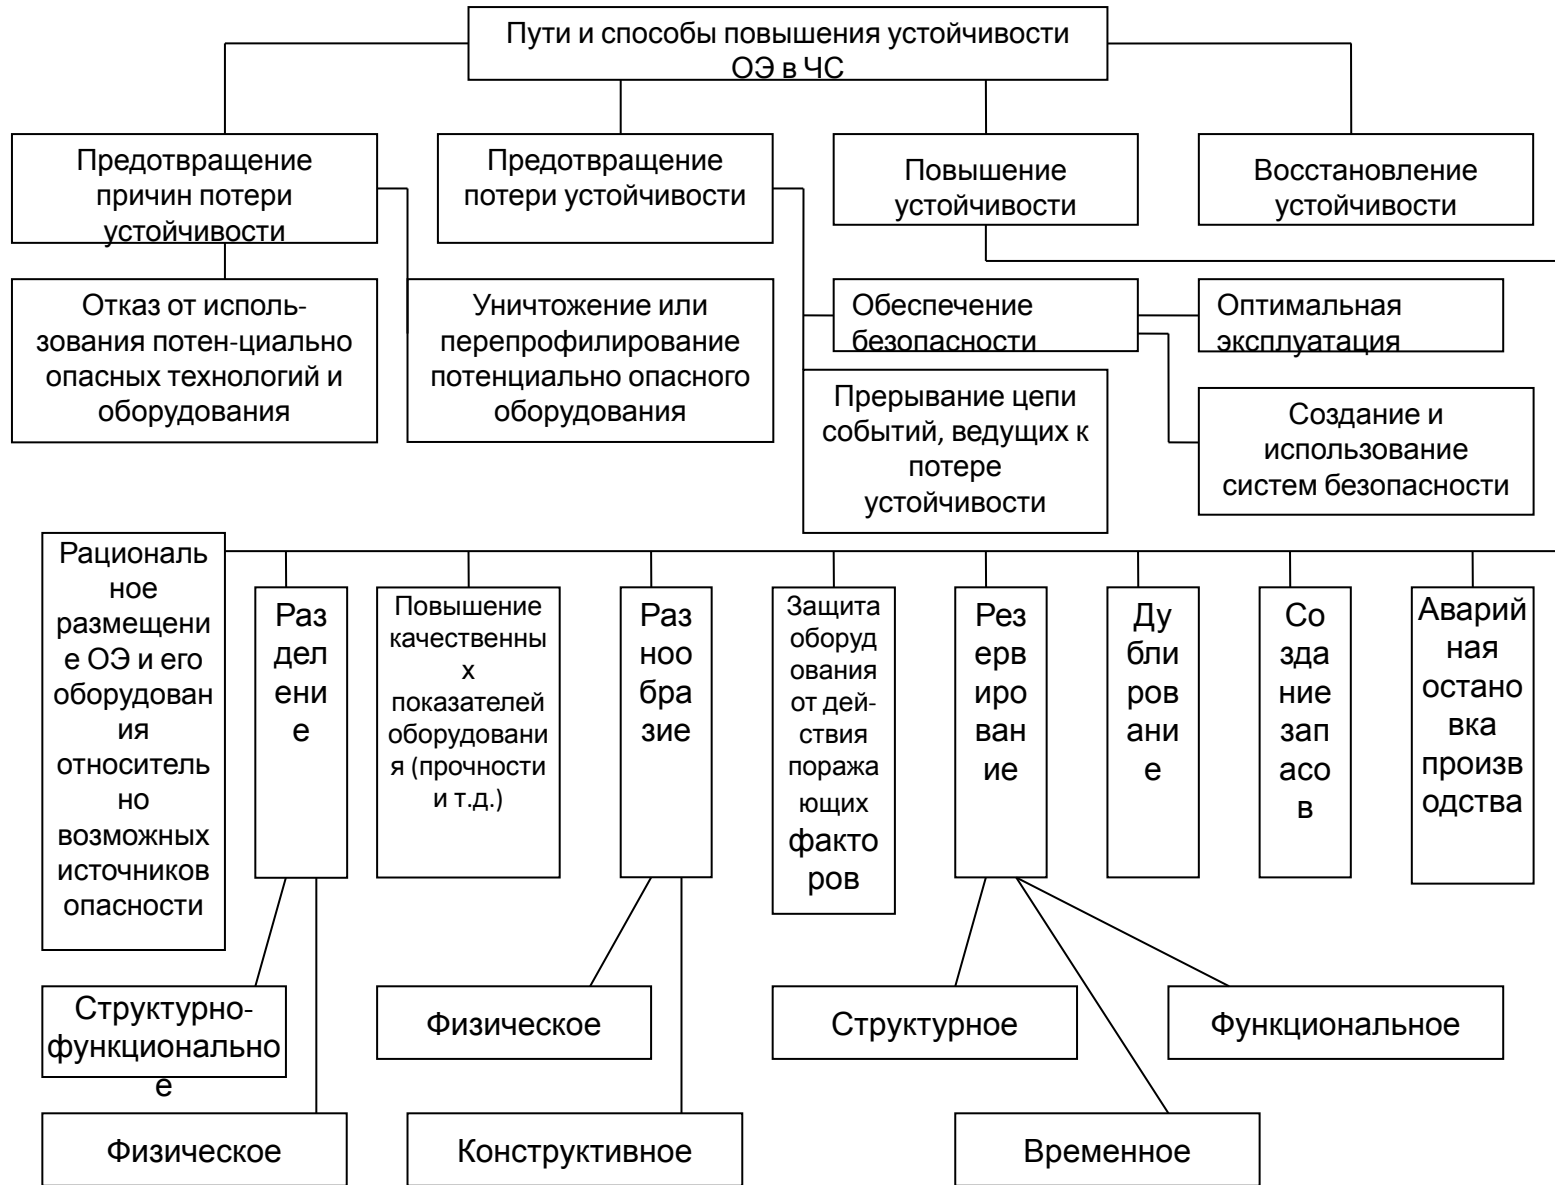 Пути и способы повышения устойчивости
ОЭ в ЧС
Предотвращение
причин потери
устойчивости
Предотвращение
потери устойчивости
Повышение
устойчивости
Восстановление
устойчивости
Отказ от исполь-
зования потен-циально
опасных технологий и
оборудования
Уничтожение или
перепрофилирование
потенциально опасного
оборудования
Обеспечение
безопасности
Оптимальная
эксплуатация
Прерывание цепи
событий, ведущих к
потере
устойчивости
Создание и
использование
систем безопасности
Рациональ
ное
размещени
е ОЭ и его
оборудован
ия
относитель
но
возможных
источников
опасности
Раз
дел
ени
е
Повышение
качественны
х
показателей
оборудовани
я (прочности
и т.д.)
Раз
ноо
бра
зие
Защита
оборуд
ования
от дей-
ствия
поража
ющих
факто
ров
Рез
ерв
иро
ван
ие
Ду
бли
ров
ани
е
Со
зда
ние
зап
асо
в
Аварий
ная
остано
вка
произв
одства
Структурно-
функционально
е
Физическое
Структурное
Функциональное
Физическое
Конструктивное
Временное